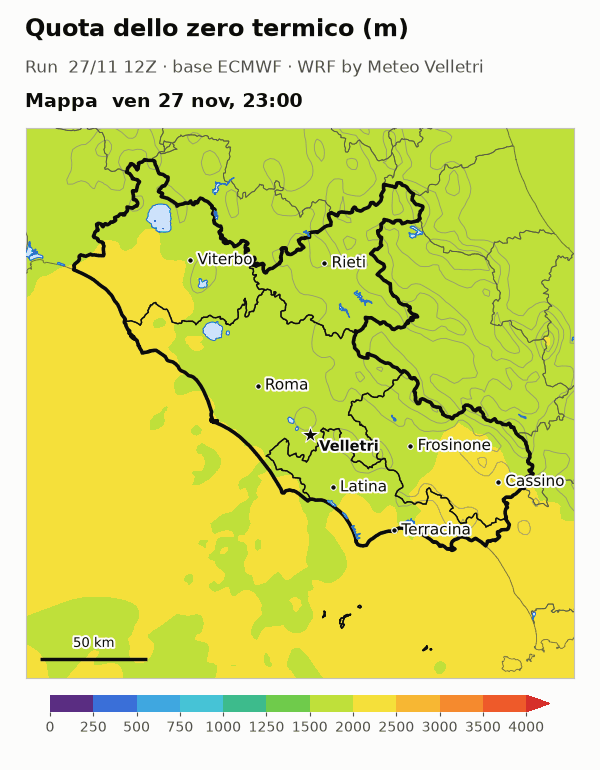 Quota dello zero termico (m)
Run 27/11 12Z · base ECMWF · WRF by Meteo Velletri
Mappa ven 27 nov, 23:00
Viterbo
Rieti
Roma
Velletri
Frosinone
Cassino
Latina
Terracina
50 km
0 250 500 750 1000 1250 1500 2000 2500 3000 3500 4000